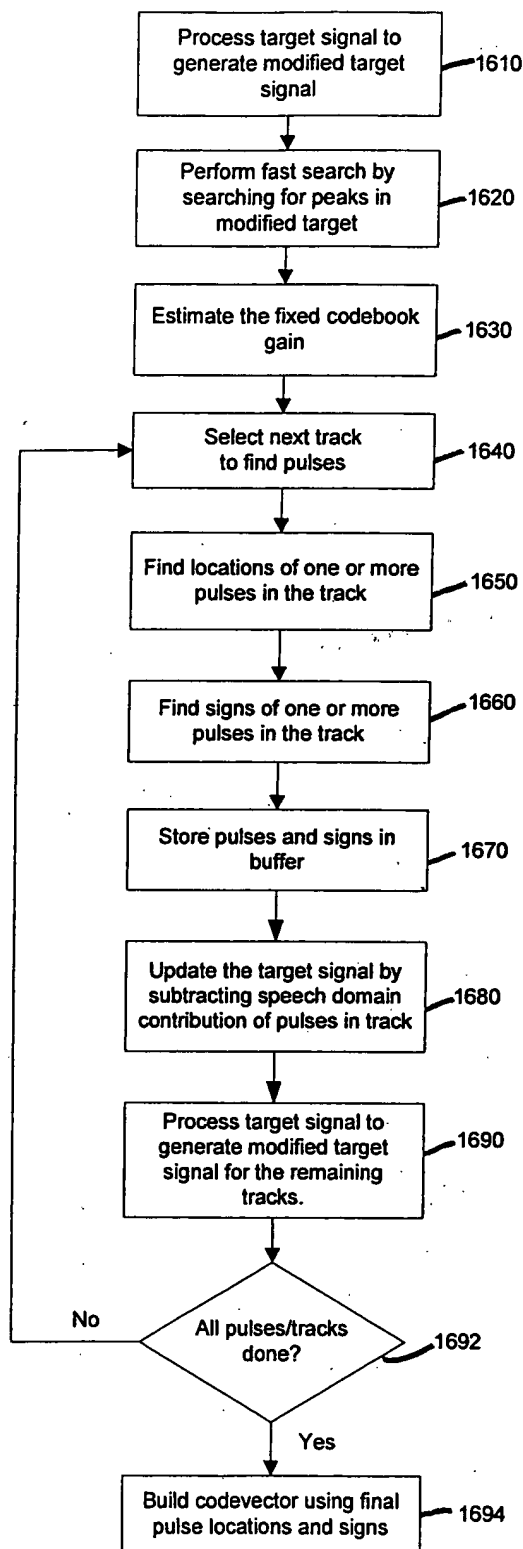 Process target signal to
generate modified target
signal
1610
Perform fast search by
searching for peaks in
modified target
1620
Estimate the fixed codebook
gain
1630
Select next track
to find pulses
1640
Find locations of one or more
pulses in the track
1650
Find signs of one or more
pulses in the track
1660
Store pulses and signs in
buffer
1670
Update the target signal by
subtracting speech domain
contribution of pulses in track
1680
Process target signal to
generate modified target
signal for the remaining
tracks.
1690
No
All pulses/tracks
done?
1692
Yes
Build codevector using final
pulse locations and signs
1694